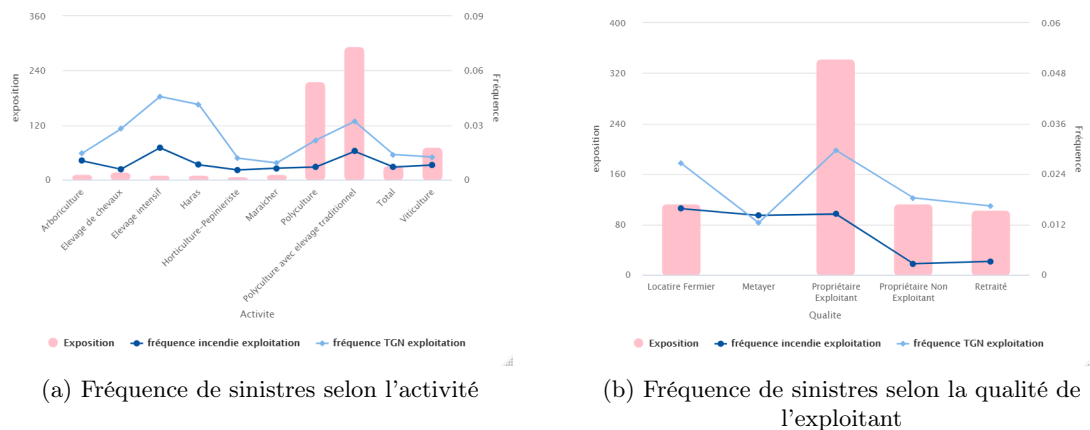 360
240
120
0
exposition
0.09
0.06
0.03
0
Fréquence
Arboriculture
Elevage de chevaux
Elevage intensif
Haras
Horticulture-Pepinieriste
Maraicher
Polyculture
Polyculture avec elevage traditionnel
Total
Viticulture
Activite
Exposition fréquence incendie exploitation fréquence TGN exploitation
(a) Fréquence de sinistres selon l'activité
400
320
240
160
80
0
exposition
0.06
0.048
0.036
0.024
0.012
0
Fréquence
Locatire Fermier
Metayer
Propriétaire
Exploitant
Propriétaire Non
Exploitant
Retraité
Qualite
Exposition fréquence incendie exploitation fréquence TGN exploitation
(b) Fréquence de sinistres selon la qualité de
l'exploitant